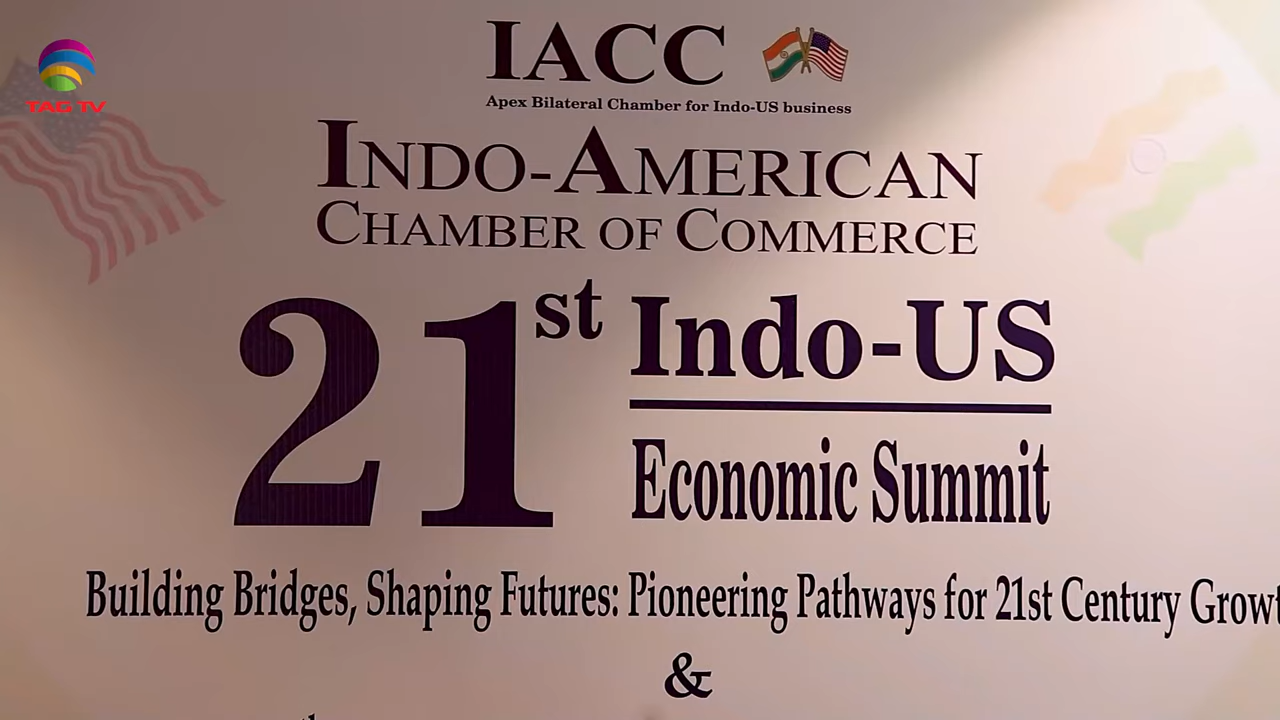 TAG TV
IACC
Apex Bilateral Chamber for Indo-US business
INDO-AMERICAN
CHAMBER OF COMMERCE
21st Indo-US
Economic Summit
Building Bridges, Shaping Futures: Pioneering Pathways for 21st Century
&